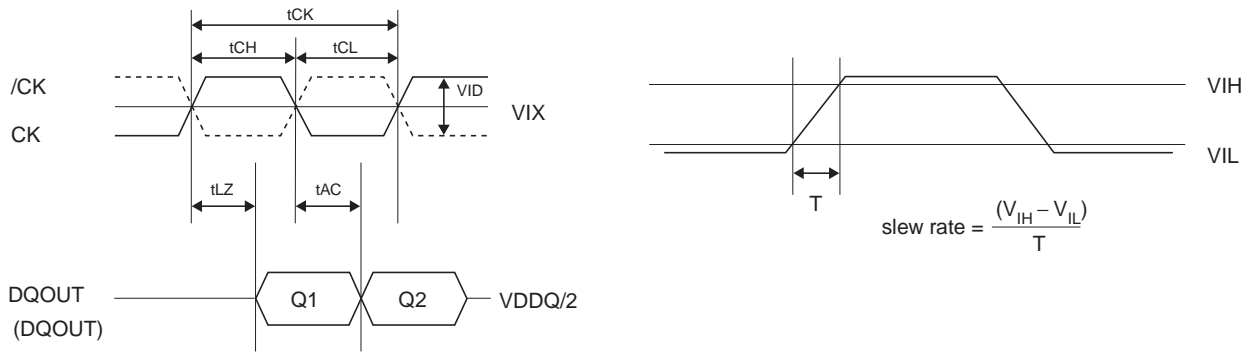 tCK
tCH
tCL
/CK
VID
VIX
CK
tLZ
tAC
DQOUT
Q1
Q2
VDDQ/2
(DQOUT)
VIH
VIL
T
slew rate = (VIH – VIL)
T